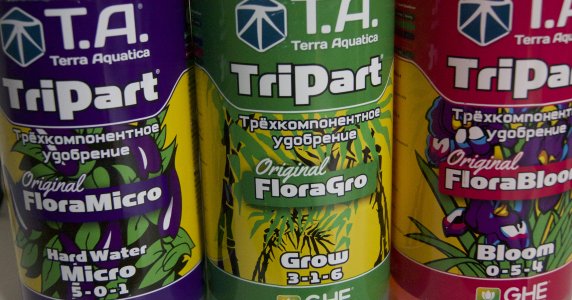 T.A.
Terra Aquatica
TriPart
Трёхкомпонентное
удобрение
Original
FloraMicro
Hard Water
Micro
5-0-1
T.A.
Terra Aquatica
TriPart
Трёхкомпонентное
удобрение
Original
FloraGro
Grow
3-1-6
GHE
T.A.
Terra Aquatica
TriPart
Трёхкомпонентное
удобрение
Original
FloraBloom
Bloom
0-5-4
GHE